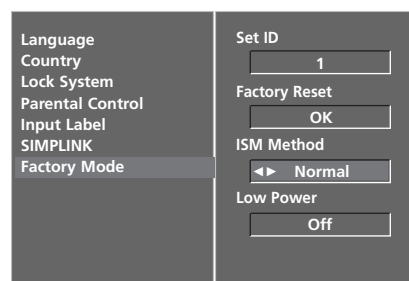 Language
Country
Lock System
Parental Control
Input Label
SIMPLINK
Factory Mode
Set ID
1
Factory Reset
OK
ISM Method
◄► Normal
Low Power
Off